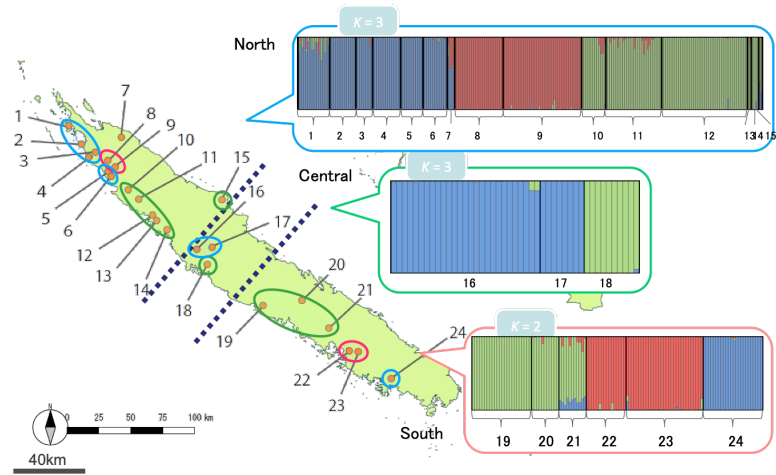 North
K = 3
1 2 3 4 5 6 7 8 9 10 11 12 13 14 15
Central
K = 3
16 17 18
K = 2
19 20 21 22 23 24
South
1
2
3
4
5
6
7
8
9
10
11
12
13
14
15
16
17
18
19
20
21
22
23
24
N
0 25 50 75 100 km
40km